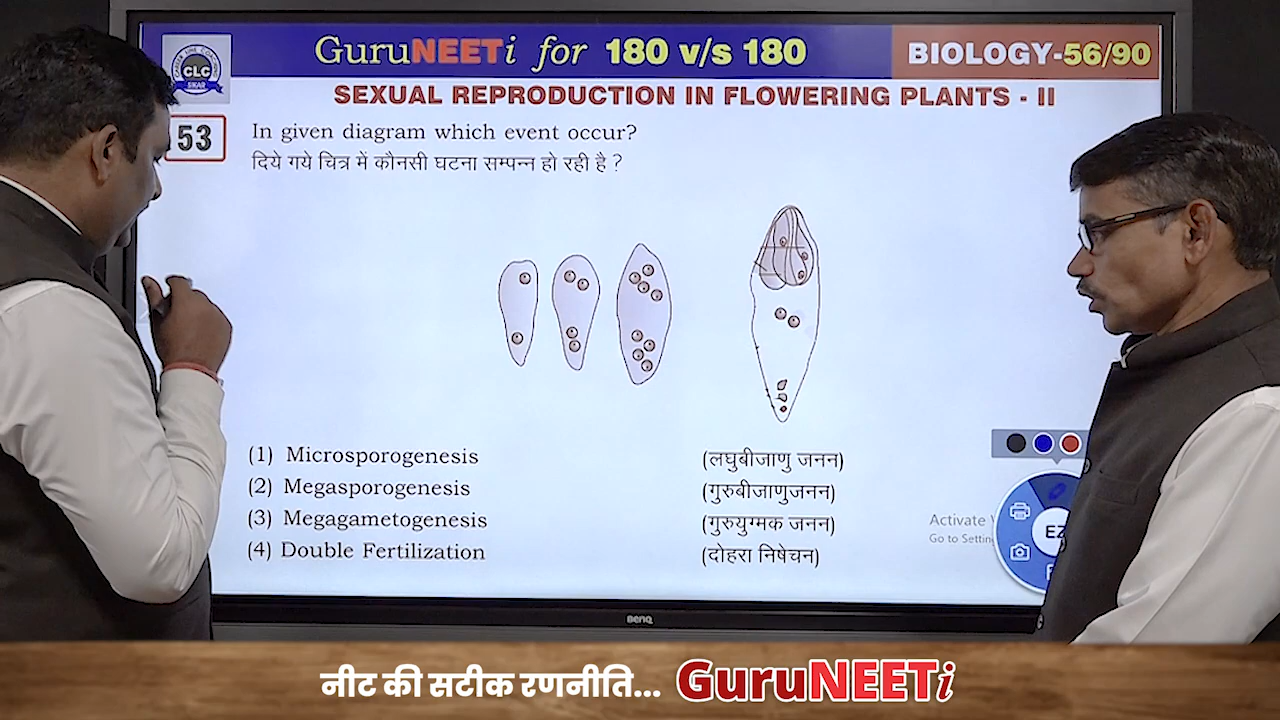 GuruNEETi for 180 v/s 180
BIOLOGY-56/90
CLC
SIKAR
SEXUAL REPRODUCTION IN FLOWERING PLANTS - II
53
In given diagram which event occur?
दिये गये चित्र में कौनसी घटना सम्पन्न हो रही है ?
(1) Microsporogenesis (लघुबीजाणु जनन)
(2) Megasporogenesis (गुरुबीजाणुजनन)
(3) Megagametogenesis (गुरुयुग्मक जनन)
(4) Double Fertilization (दोहरा निषेचन)
Activate
Go to Settin
EZ
BenQ
नीट की सटीक रणनीति... GuruNEETi